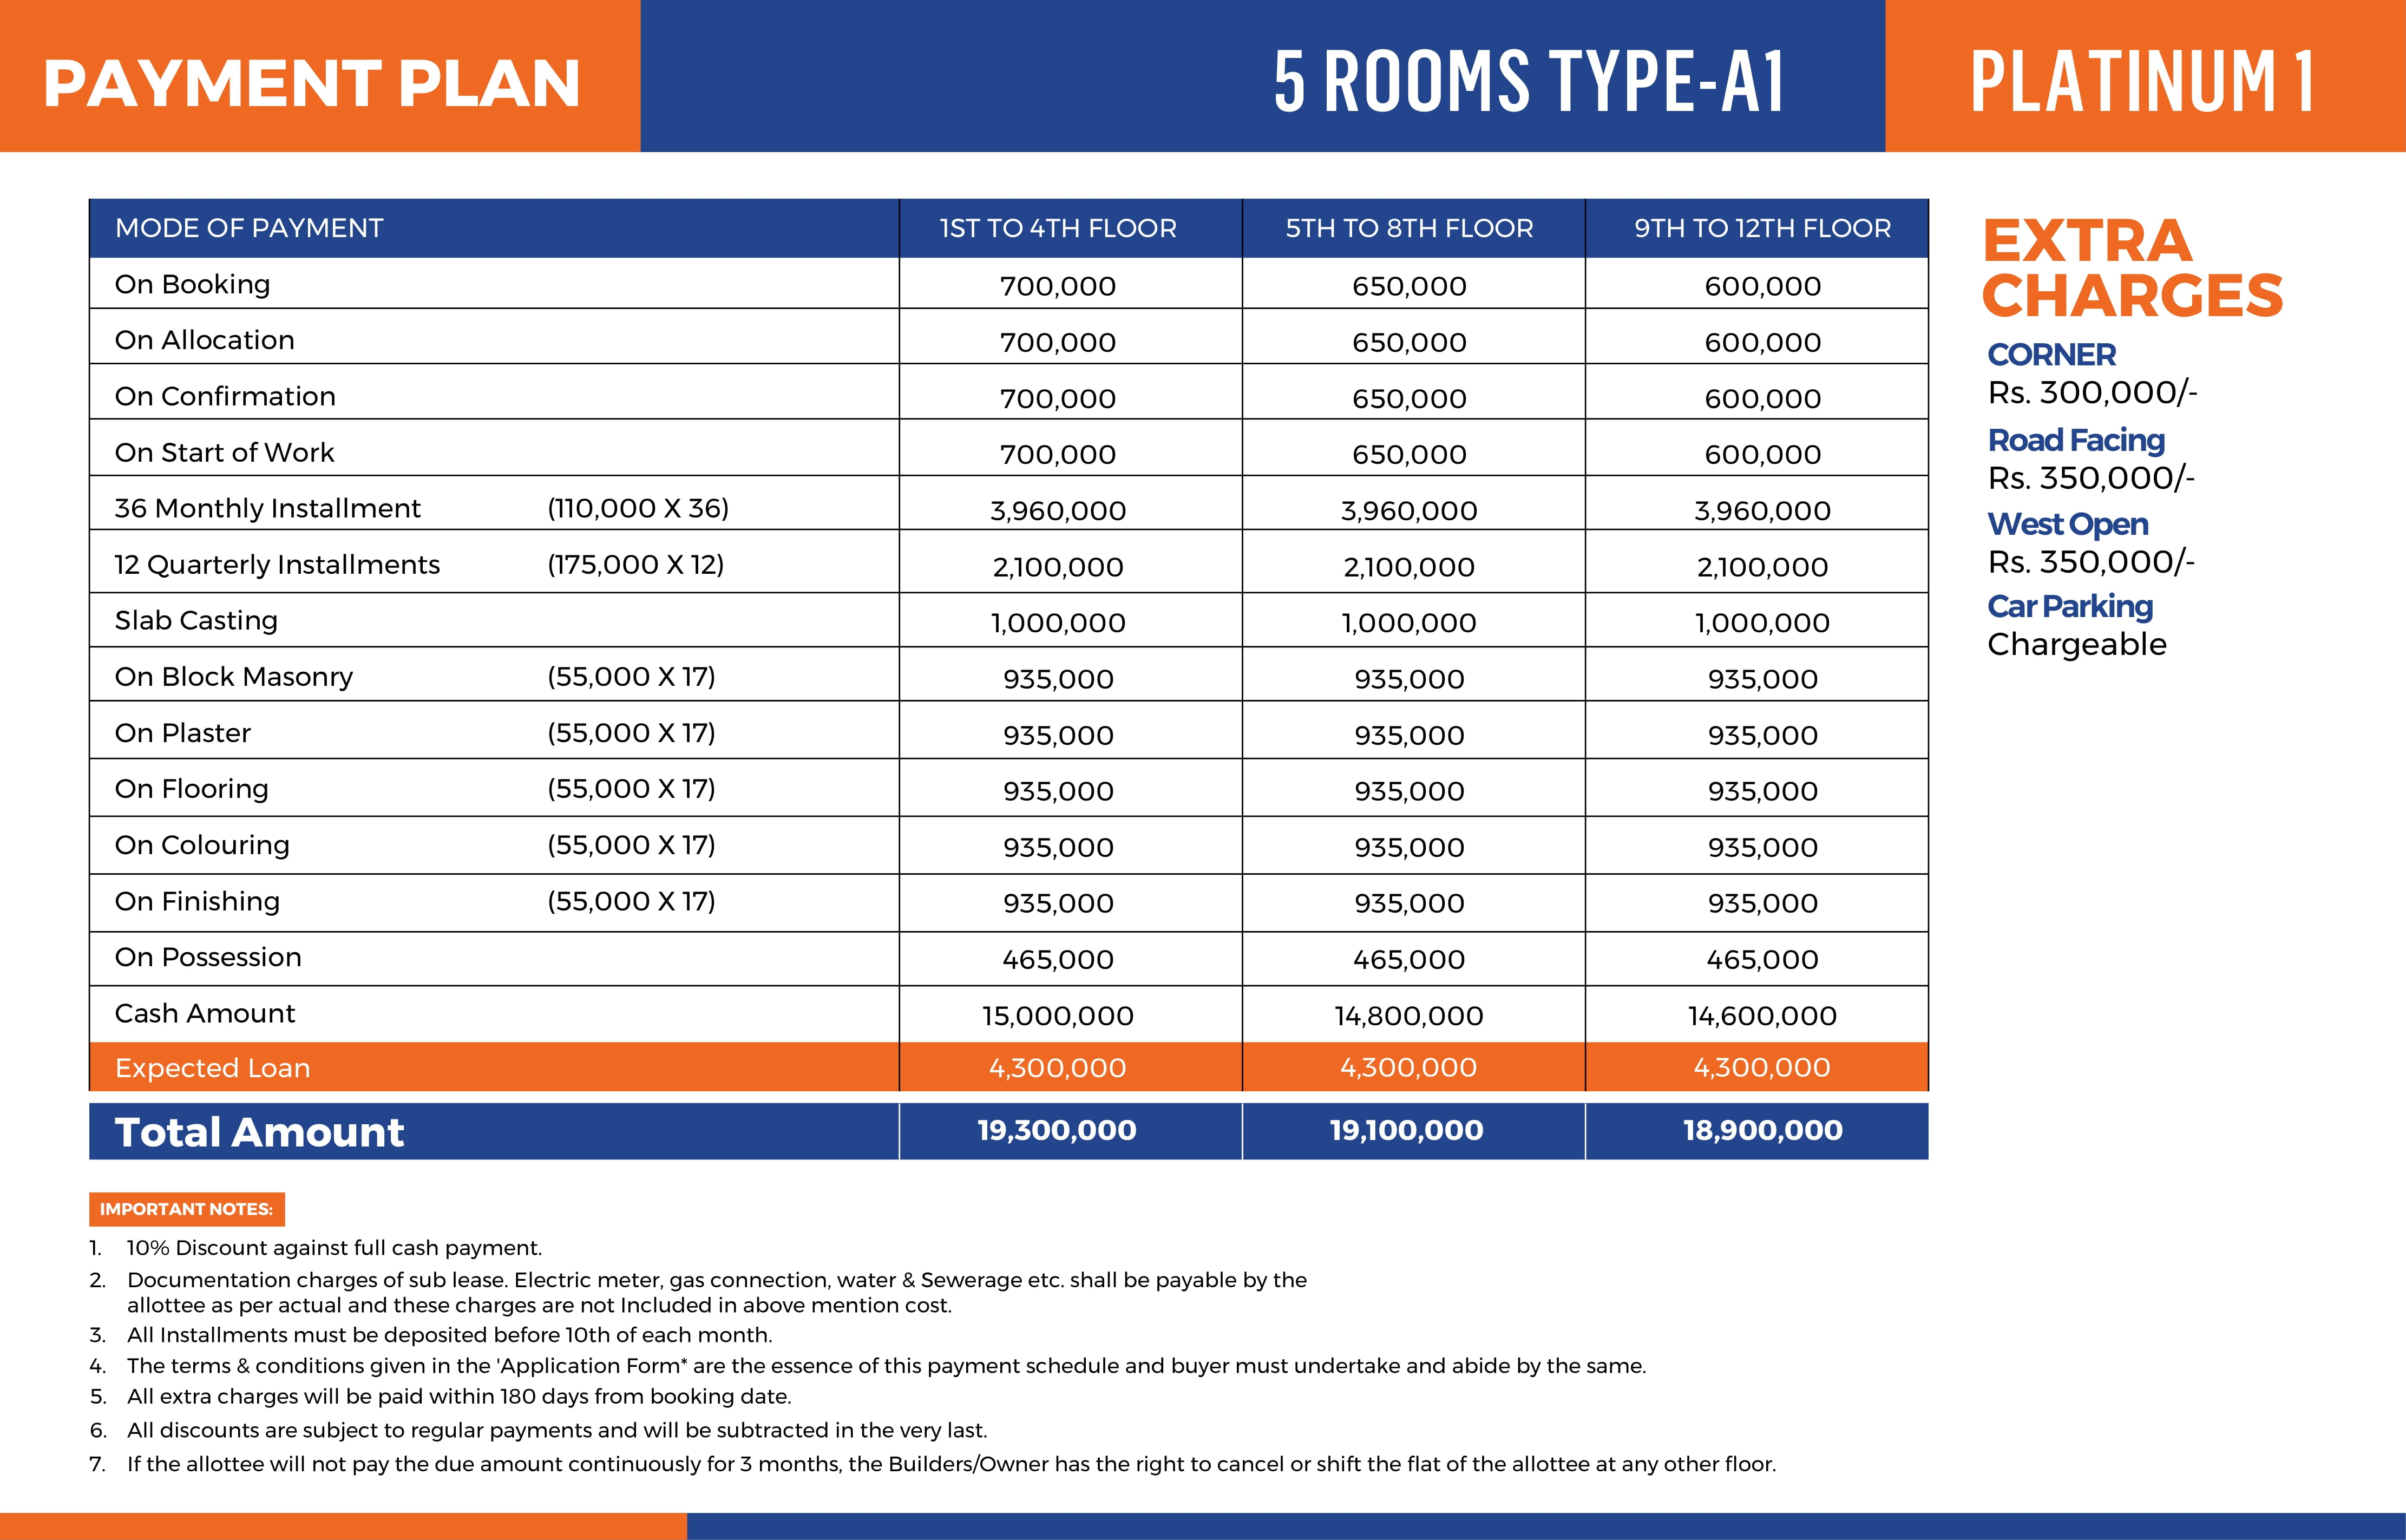 PAYMENT PLAN
5 ROOMS TYPE-A1
PLATINUM 1
MODE OF PAYMENT 1ST TO 4TH FLOOR 5TH TO 8TH FLOOR 9TH TO 12TH FLOOR
On Booking 700,000 650,000 600,000
On Allocation 700,000 650,000 600,000
On Confirmation 700,000 650,000 600,000
On Start of Work 700,000 650,000 600,000
36 Monthly Installment (110,000 X 36) 3,960,000 3,960,000 3,960,000
12 Quarterly Installments (175,000 X 12) 2,100,000 2,100,000 2,100,000
Slab Casting 1,000,000 1,000,000 1,000,000
On Block Masonry (55,000 X 17) 935,000 935,000 935,000
On Plaster (55,000 X 17) 935,000 935,000 935,000
On Flooring (55,000 X 17) 935,000 935,000 935,000
On Colouring (55,000 X 17) 935,000 935,000 935,000
On Finishing (55,000 X 17) 935,000 935,000 935,000
On Possession 465,000 465,000 465,000
Cash Amount 15,000,000 14,800,000 14,600,000
Expected Loan 4,300,000 4,300,000 4,300,000
Total Amount 19,300,000 19,100,000 18,900,000
EXTRA
CHARGES
CORNER
Rs. 300,000/-
Road Facing
Rs. 350,000/-
West Open
Rs. 350,000/-
Car Parking
Chargeable
IMPORTANT NOTES:
1. 10% Discount against full cash payment.
2. Documentation charges of sub lease. Electric meter, gas connection, water & Sewerage etc. shall be payable by the
allottee as per actual and these charges are not Included in above mention cost.
3. All Installments must be deposited before 10th of each month.
4. The terms & conditions given in the 'Application Form* are the essence of this payment schedule and buyer must undertake and abide by the same.
5. All extra charges will be paid within 180 days from booking date.
6. All discounts are subject to regular payments and will be subtracted in the very last.
7. If the allottee will not pay the due amount continuously for 3 months, the Builders/Owner has the right to cancel or shift the flat of the allottee at any other floor.